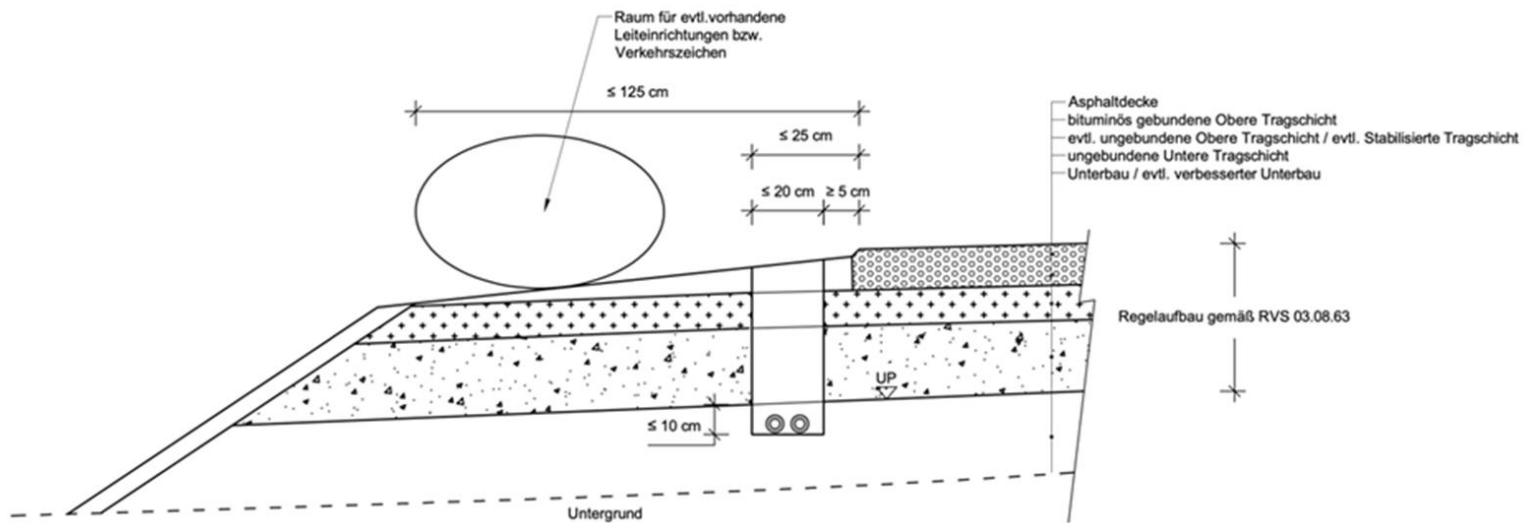 Raum für evtl.vorhandene
Leiteinrichtungen bzw.
Verkehrszeichen
≤ 125 cm
≤ 25 cm
≤ 20 cm
≥ 5 cm
Asphaltdecke
bituminös gebundene Obere Tragschicht
evtl. ungebundene Obere Tragschicht / evtl. Stabilisierte Tragschicht
ungebundene Untere Tragschicht
Unterbau / evtl. verbesserter Unterbau
Regelaufbau gemäß RVS 03.08.63
UP
≤ 10 cm
Untergrund